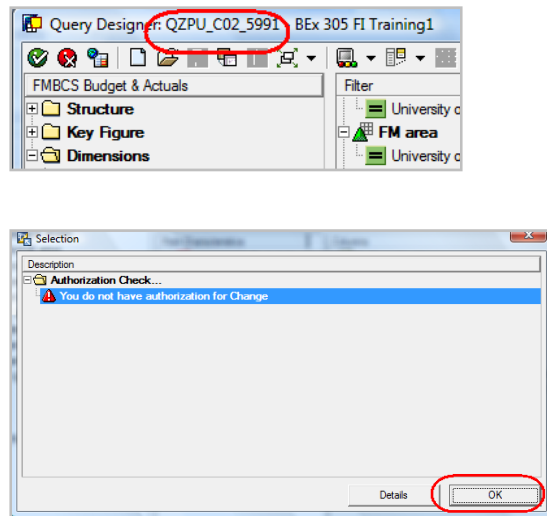 Query Designer: QZPU_C02_5991 BEx 305 FI Training1
FMBCS Budget & Actuals
Filter
Structure
University c
Key Figure
FM area
Dimensions
University c
Selection
Description
Authorization Check...
You do not have authorization for Change
Details
OK